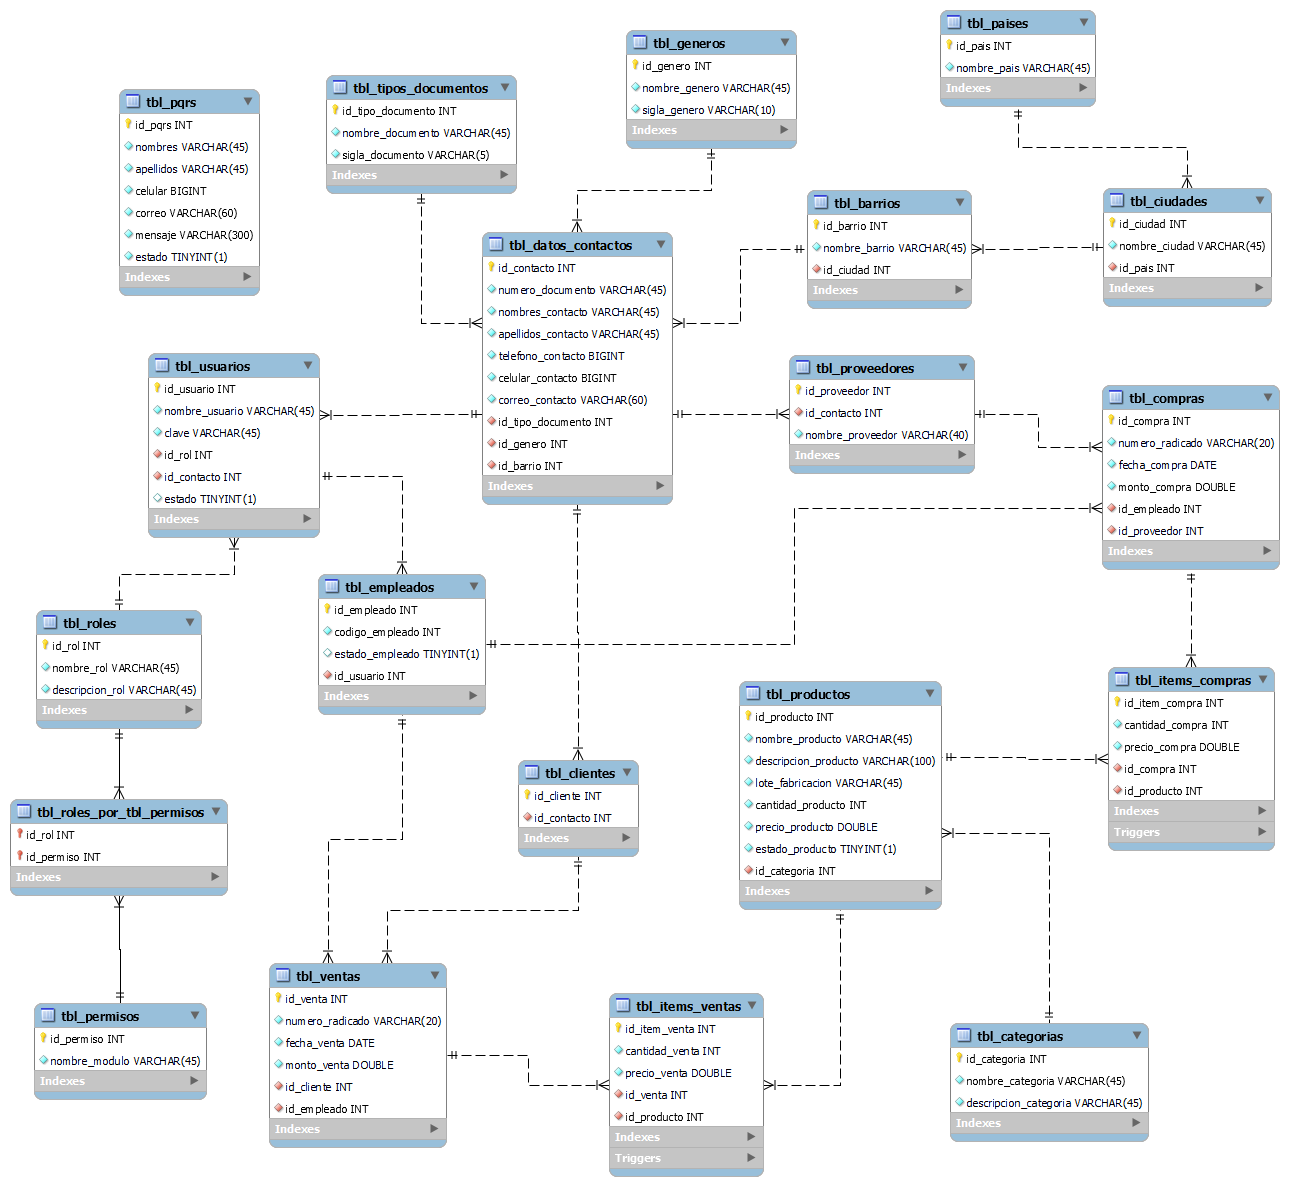 tbl_paises
id_pais INT
nombre_pais VARCHAR(45)
Indexes
tbl_generos
id_genero INT
nombre_genero VARCHAR(45)
sigla_genero VARCHAR(10)
Indexes
tbl_tipos_documentos
id_tipo_documento INT
nombre_documento VARCHAR(45)
sigla_documento VARCHAR(5)
Indexes
tbl_pqrs
id_pqrs INT
nombres VARCHAR(45)
apellidos VARCHAR(45)
celular BIGINT
correo VARCHAR(60)
mensaje VARCHAR(300)
estado TINYINT(1)
Indexes
tbl_barrios
id_barrio INT
nombre_barrio VARCHAR(45)
id_ciudad INT
Indexes
tbl_ciudades
id_ciudad INT
nombre_ciudad VARCHAR(45)
id_pais INT
Indexes
tbl_datos_contactos
id_contacto INT
numero_documento VARCHAR(45)
nombres_contacto VARCHAR(45)
apellidos_contacto VARCHAR(45)
telefono_contacto BIGINT
celular_contacto BIGINT
correo_contacto VARCHAR(60)
id_tipo_documento INT
id_genero INT
id_barrio INT
Indexes
tbl_usuarios
id_usuario INT
nombre_usuario VARCHAR(45)
clave VARCHAR(45)
id_rol INT
id_contacto INT
estado TINYINT(1)
Indexes
tbl_proveedores
id_proveedor INT
id_contacto INT
nombre_proveedor VARCHAR(40)
Indexes
tbl_compras
id_compra INT
numero_radicado VARCHAR(20)
fecha_compra DATE
monto_compra DOUBLE
id_empleado INT
id_proveedor INT
Indexes
tbl_empleados
id_empleado INT
codigo_empleado INT
estado_empleado TINYINT(1)
id_usuario INT
Indexes
tbl_roles
id_rol INT
nombre_rol VARCHAR(45)
descripcion_rol VARCHAR(45)
Indexes
tbl_items_compras
id_item_compra INT
cantidad_compra INT
precio_compra DOUBLE
id_compra INT
id_producto INT
Indexes
Triggers
tbl_productos
id_producto INT
nombre_producto VARCHAR(45)
descripcion_producto VARCHAR(100)
lote_fabricacion VARCHAR(45)
cantidad_producto INT
precio_producto DOUBLE
estado_producto TINYINT(1)
id_categoria INT
Indexes
tbl_clientes
id_cliente INT
id_contacto INT
Indexes
tbl_roles_por_tbl_permisos
id_rol INT
id_permiso INT
Indexes
tbl_ventas
id_venta INT
numero_radicado VARCHAR(20)
fecha_venta DATE
monto_venta DOUBLE
id_cliente INT
id_empleado INT
Indexes
tbl_items_ventas
id_item_venta INT
cantidad_venta INT
precio_venta DOUBLE
id_venta INT
id_producto INT
Indexes
Triggers
tbl_permisos
id_permiso INT
nombre_modulo VARCHAR(45)
Indexes
tbl_categorias
id_categoria INT
nombre_categoria VARCHAR(45)
descripcion_categoria VARCHAR(45)
Indexes